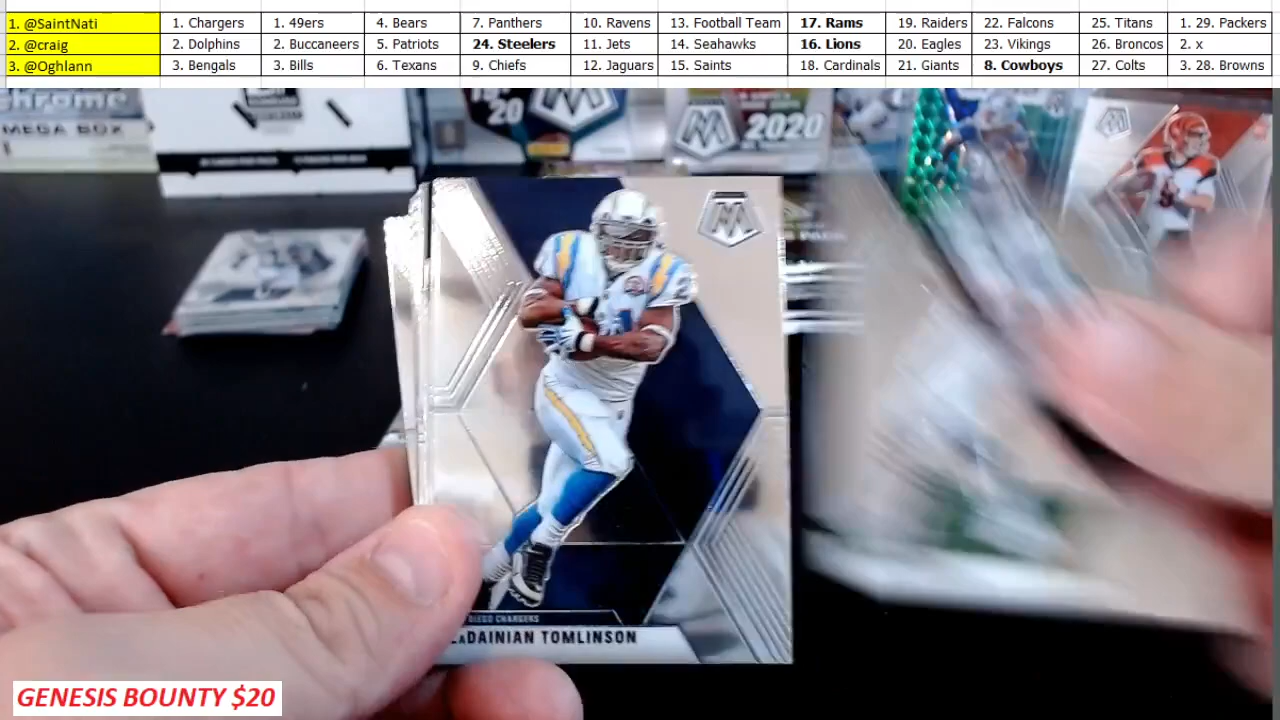 1. @SaintNati 1. Chargers 1. 49ers 4. Bears 7. Panthers 10. Ravens 13. Football Team 17. Rams 19. Raiders 22. Falcons 25. Titans 1. 29. Packers
2. @craig 2. Dolphins 2. Buccaneers 5. Patriots 24. Steelers 11. Jets 14. Seahawks 16. Lions 20. Eagles 23. Vikings 26. Broncos 2. x
3. @Oghlann 3. Bengals 3. Bills 6. Texans 9. Chiefs 12. Jaguars 15. Saints 18. Cardinals 21. Giants 8. Cowboys 27. Colts 3. 28. Browns
chrome
MEGA BOX
20
2020
DIEGO CHARGERS
LaDAINIAN TOMLINSON
GENESIS BOUNTY $20